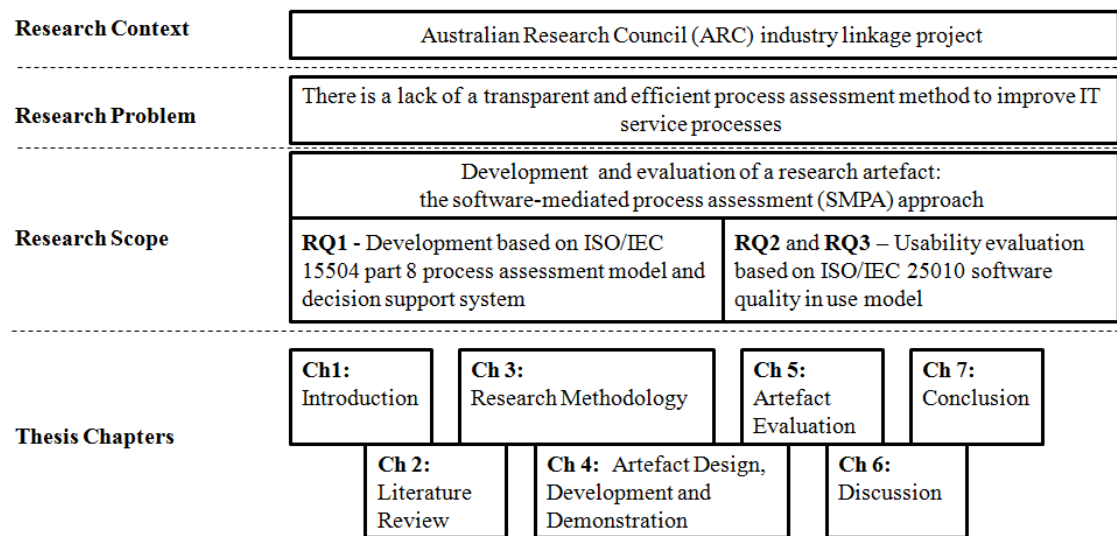 Research Context
Australian Research Council (ARC) industry linkage project
Research Problem
There is a lack of a transparent and efficient process assessment method to improve IT
service processes
Research Scope
Development and evaluation of a research artefact:
the software-mediated process assessment (SMPA) approach
RQ1 - Development based on ISO/IEC
15504 part 8 process assessment model and
decision support system
RQ2 and RQ3 – Usability evaluation
based on ISO/IEC 25010 software
quality in use model
Thesis Chapters
Ch1:
Introduction
Ch 2:
Literature
Review
Ch 3:
Research Methodology
Ch 4: Artefact Design,
Development and
Demonstration
Ch 5:
Artefact
Evaluation
Ch 6:
Discussion
Ch 7:
Conclusion